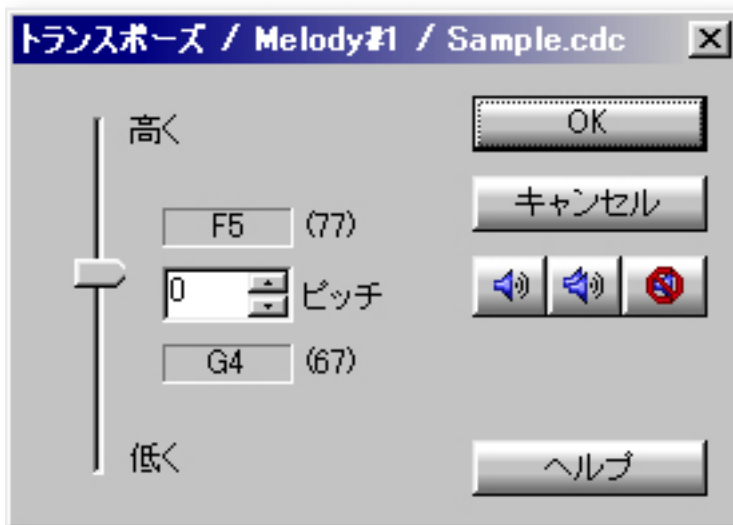 トランスポーズ / Melody#1 / Sample.cdc
高く
OK
キャンセル
F5 (77)
0 ピッチ
G4 (67)
低く
ヘルプ